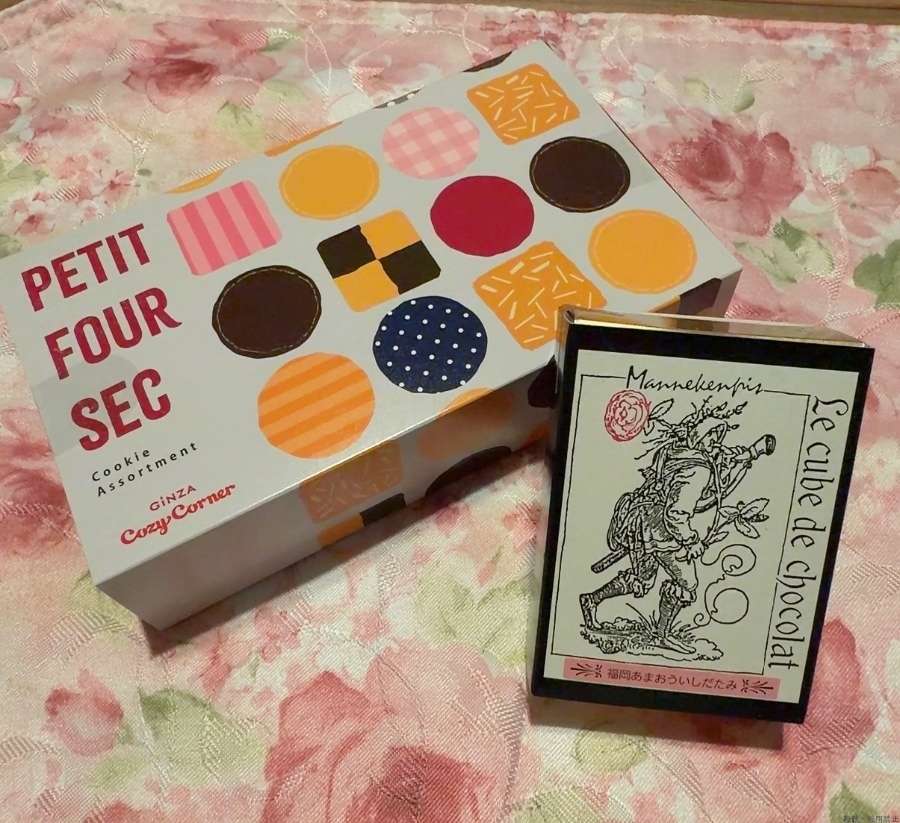 PETIT
FOUR
SEC
Cookie
Assortment
GiNZA
Cozy Corner
Mannekenpis
Le cube de chocolat
福岡あまおういしだたみ